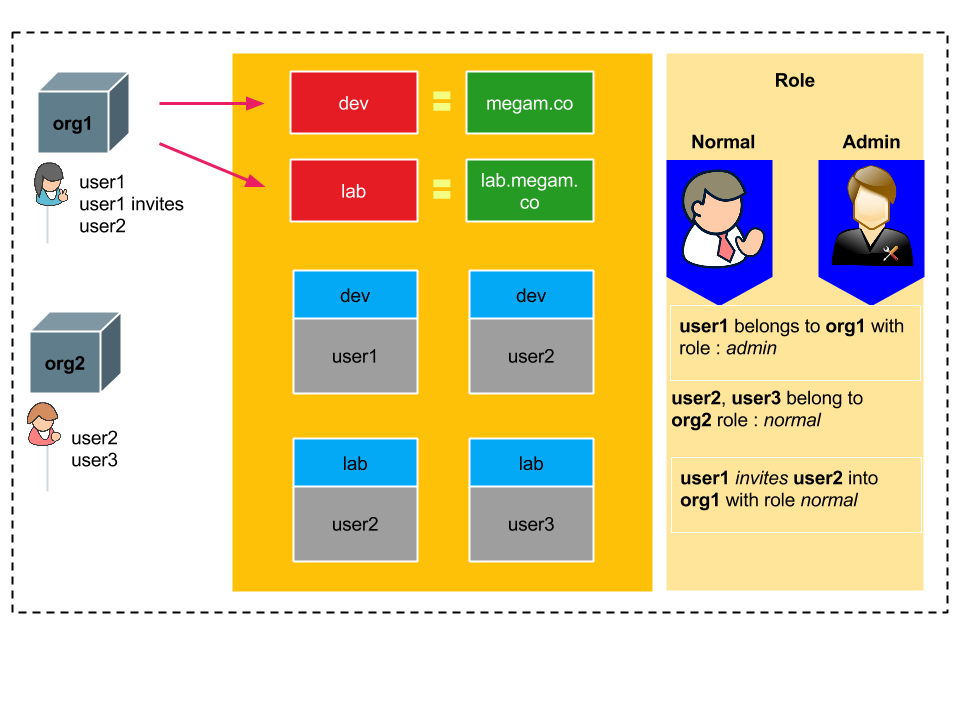 org1
user1
user1 invites
user2
org2
user2
user3
dev
=
megam.co
lab
=
lab.megam.
co
dev
user1
dev
user2
lab
user2
lab
user3
Role
Normal
Admin
user1 belongs to org1 with
role : admin
user2, user3 belong to
org2 role : normal
user1 invites user2 into
org1 with role normal